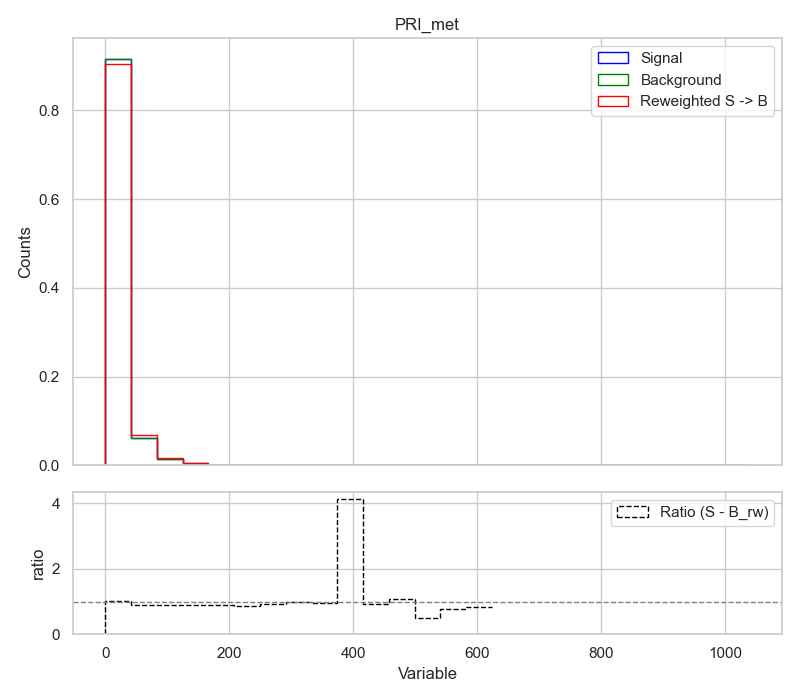 PRI_met
Signal
Background
Reweighted S -> B
0.8
0.6
0.4
0.2
0.0
Counts
4
2
0
ratio
Ratio (S - B_rw)
0 200 400 600 800 1000
Variable